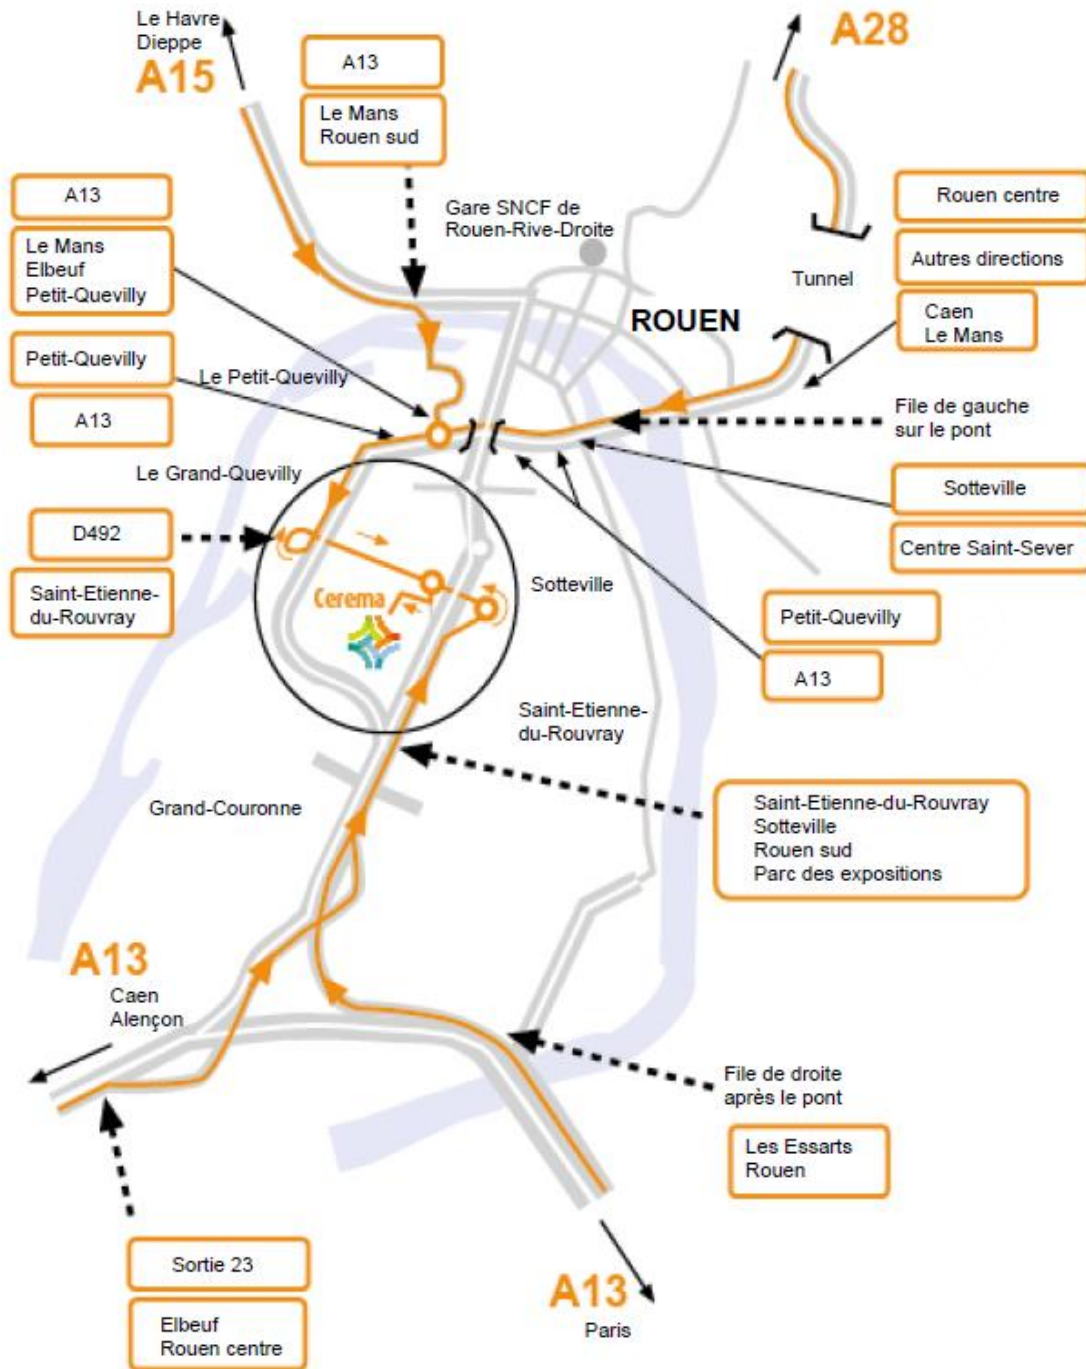 Le Havre
Dieppe
A15
A13
Le Mans
Rouen sud
A28
A13
Le Mans
Elbeuf
Petit-Quevilly
Gare SNCF de
Rouen-Rive-Droite
Rouen centre
Autres directions
Tunnel
Caen
Le Mans
ROUEN
Petit-Quevilly
Le Petit-Quevilly
A13
File de gauche
sur le pont
Le Grand-Quevilly
Sotteville
Centre Saint-Sever
D492
Saint-Etienne-
du-Rouvray
Cerema
Sotteville
Petit-Quevilly
A13
Saint-Etienne-
du-Rouvray
Grand-Couronne
Saint-Etienne-du-Rouvray
Sotteville
Rouen sud
Parc des expositions
A13
Caen
Alençon
File de droite
après le pont
Les Essarts
Rouen
Sortie 23
Elbeuf
Rouen centre
A13
Paris